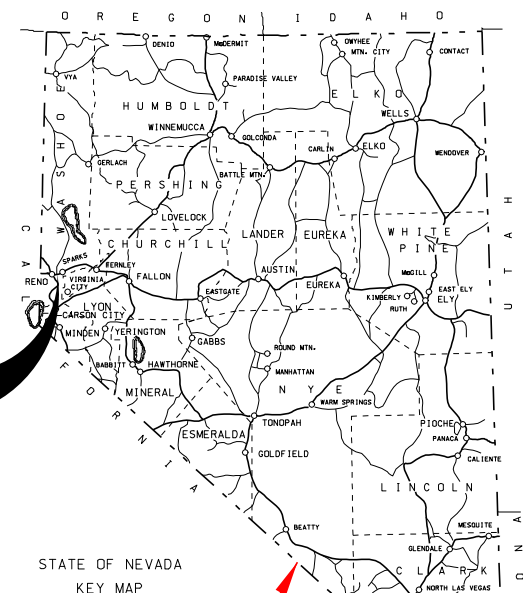 OREGON IDAHO
DENIO
McDERMIT
OWYHEE
MTN. CITY
CONTACT
VYA
PARADISE VALLEY
ELKO
HUMBOLDT
WINNEMUCCA
GOLCONDA
WELLS
CARLIN
ELKO
WENDOVER
GERLACH
BATTLE MTN.
PERSHING
WASHOE
LOVELOCK
UTAH
LANDER
EUREKA
WHITE
PINE
CHURCHILL
SPARKS
FERNLEY
RENO
VIRGINIA
CITY
FALLON
AUSTIN
McGILL
EUREKA
EASTGATE
KIMBERLY
RUTH
EAST ELY
ELY
LYON
CARSON CITY
MINDEN
YERINGTON
GABBS
ROUND MTN.
BABBITT
HAWTHORNE
MANHATTAN
MINERAL
NYE
WARM SPRINGS
TONOPAH
PIOCHE
PANACA
ESMERALDA
GOLDFIELD
CALIENTE
CALIFORNIA
LINCOLN
BEATTY
MESQUITE
GLENDALE
CLARK
NORTH LAS VEGAS
ONA
STATE OF NEVADA
KEY MAP